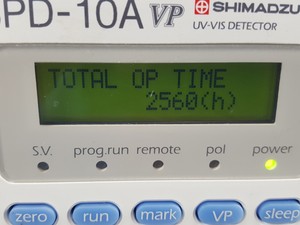 SPD-10A VP
SHIMADZU
UV-VIS DETECTOR
TOTAL OP TIME
2560(h)
S.V. prog.run remote pol power
zero run mark VP sleep